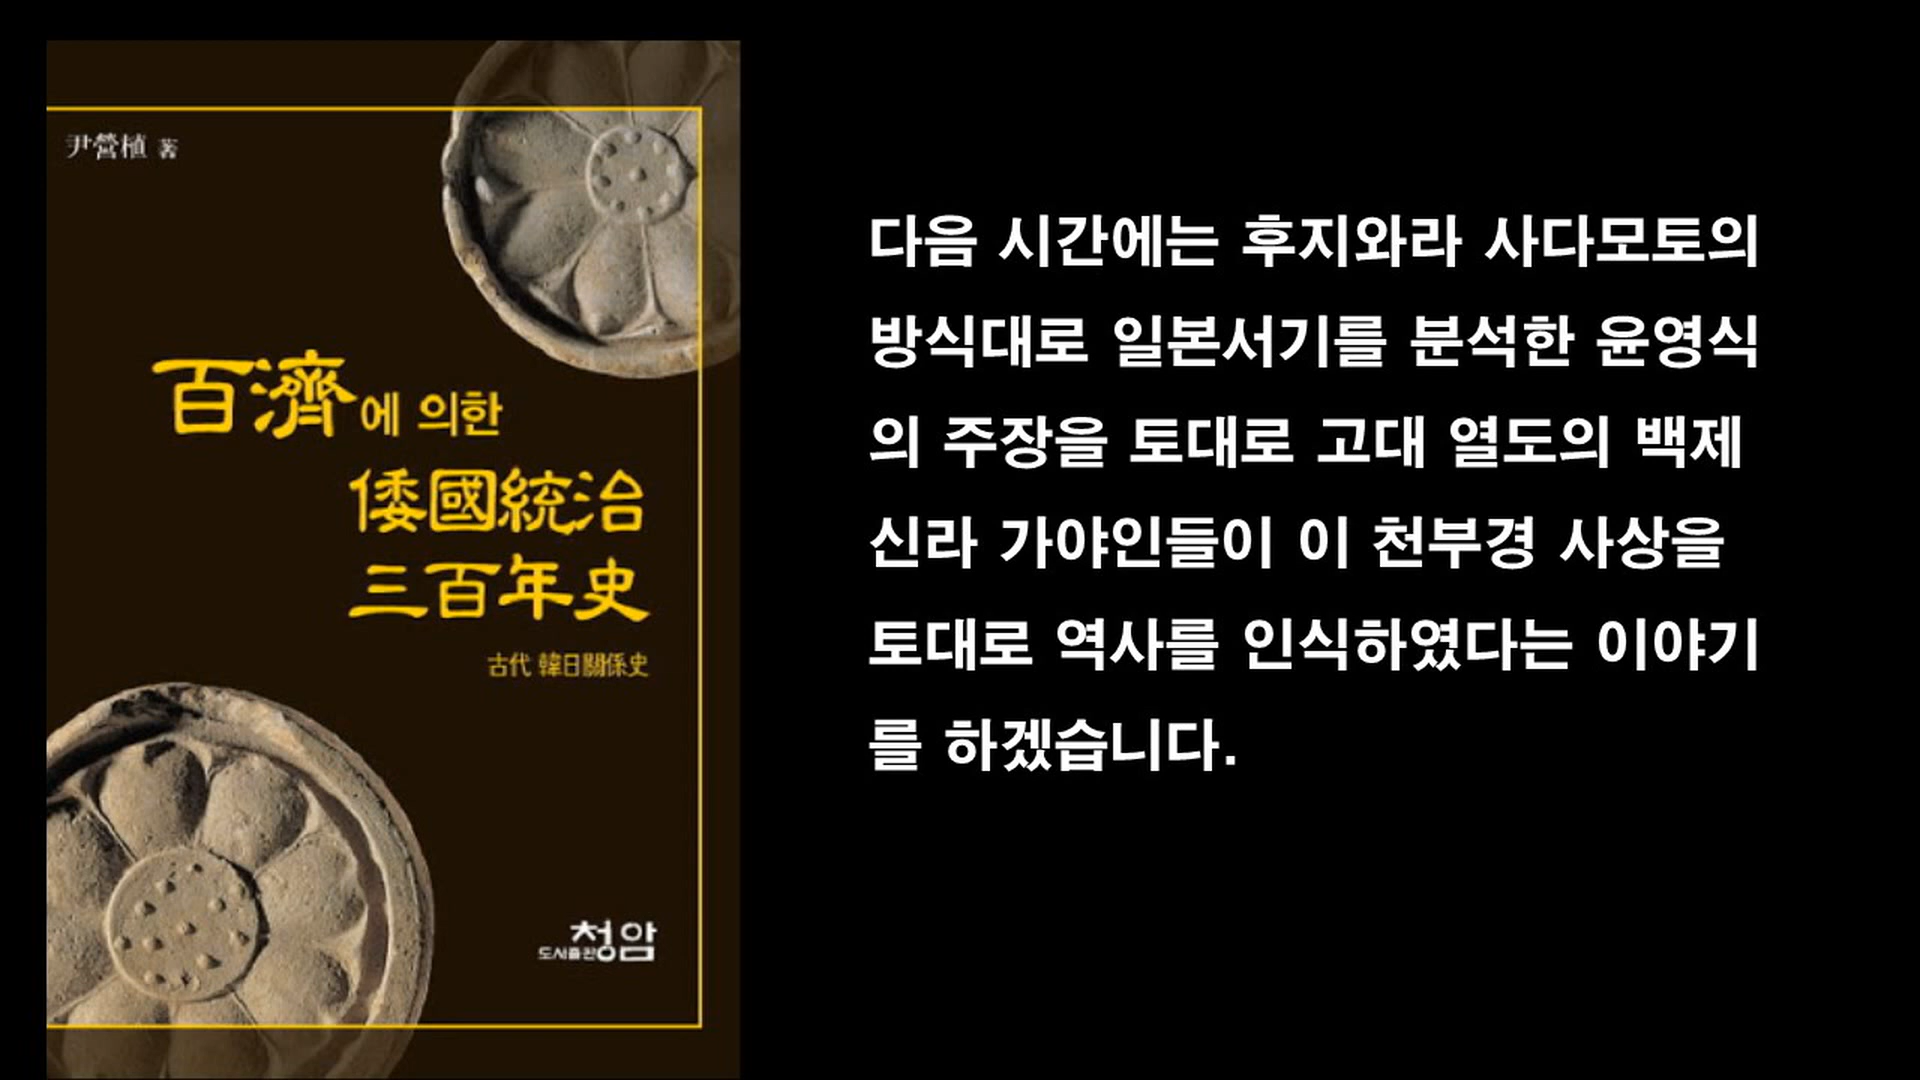 尹營植 著
百濟에 의한
倭國統治
三百年史
古代 韓日關係史
도서출판청암
다음 시간에는 후지와라 사다모토의
방식대로 일본서기를 분석한 윤영식
의 주장을 토대로 고대 열도의 백제
신라 가야인들이 이 천부경 사상을
토대로 역사를 인식하였다는 이야기
를 하겠습니다.